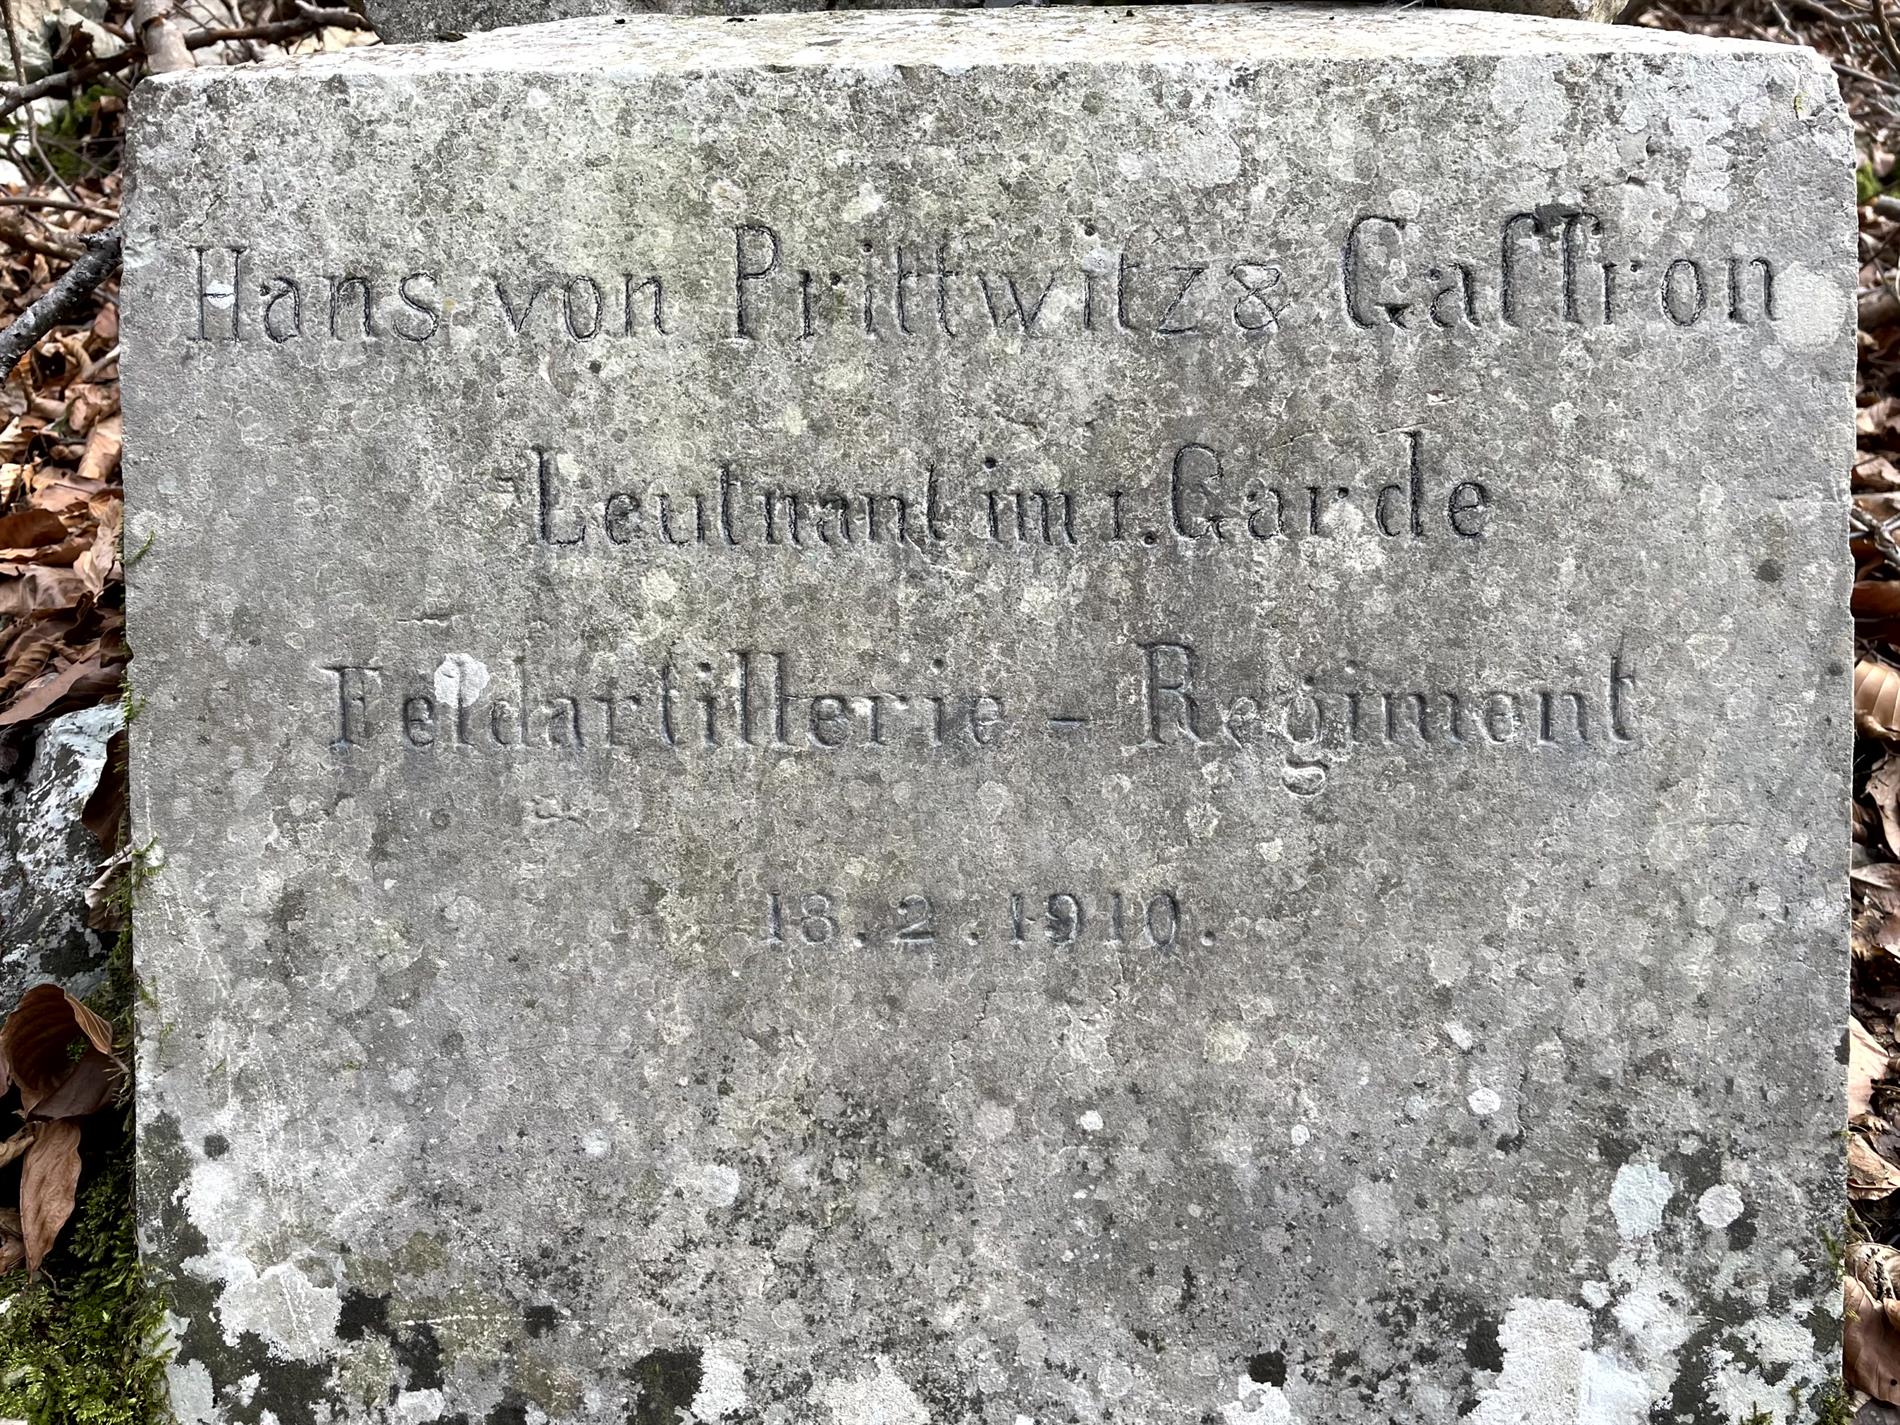 Hans von Prittwitz & Gaffron
Leutnant im 1. Garde
Feldartillerie - Regiment
18.2.1910.